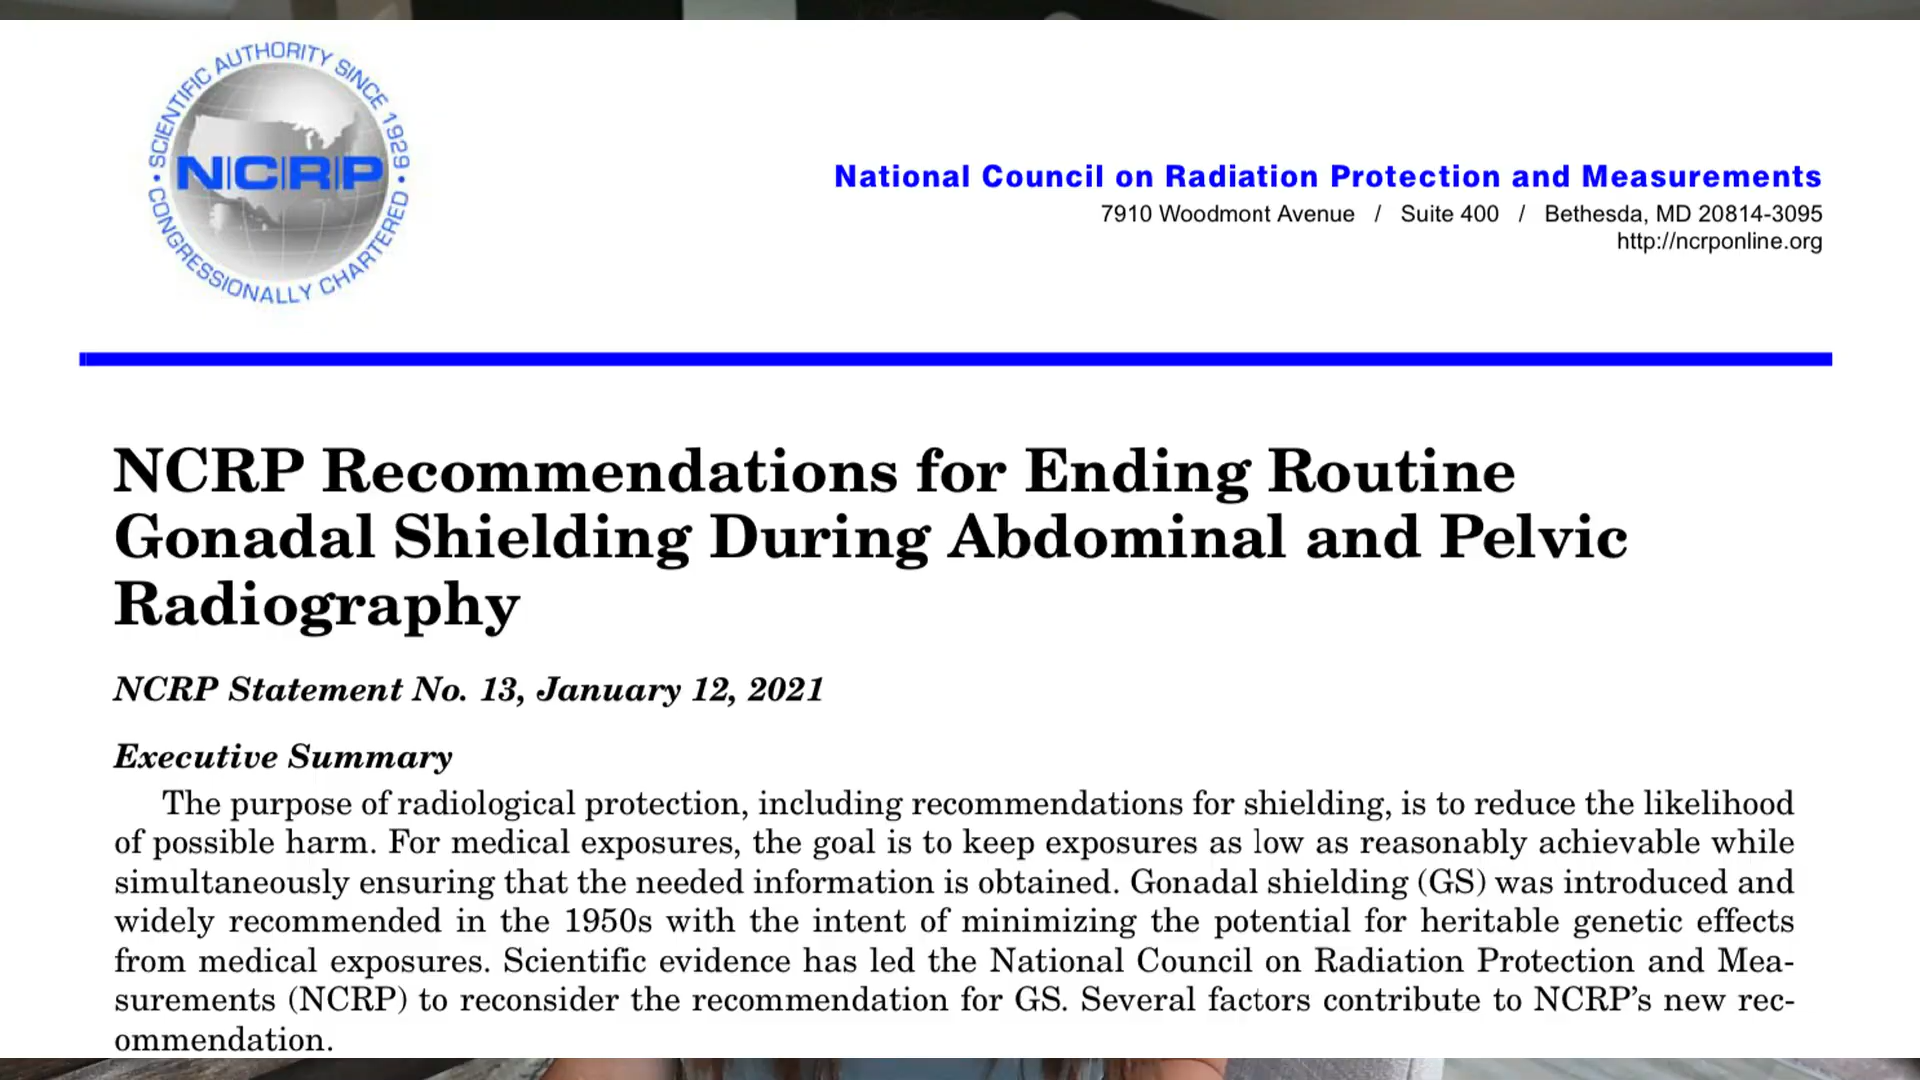 SCIENTIFIC AUTHORITY SINCE 1929
NCRP
CONGRESSIONALLY CHARTERED
National Council on Radiation Protection and Measurements
7910 Woodmont Avenue / Suite 400 / Bethesda, MD 20814-3095
http://ncrponline.org
NCRP Recommendations for Ending Routine
Gonadal Shielding During Abdominal and Pelvic
Radiography
NCRP Statement No. 13, January 12, 2021
Executive Summary
The purpose of radiological protection, including recommendations for shielding, is to reduce the likelihood
of possible harm. For medical exposures, the goal is to keep exposures as low as reasonably achievable while
simultaneously ensuring that the needed information is obtained. Gonadal shielding (GS) was introduced and
widely recommended in the 1950s with the intent of minimizing the potential for heritable genetic effects
from medical exposures. Scientific evidence has led the National Council on Radiation Protection and Mea-
surements (NCRP) to reconsider the recommendation for GS. Several factors contribute to NCRP's new rec-
ommendation.